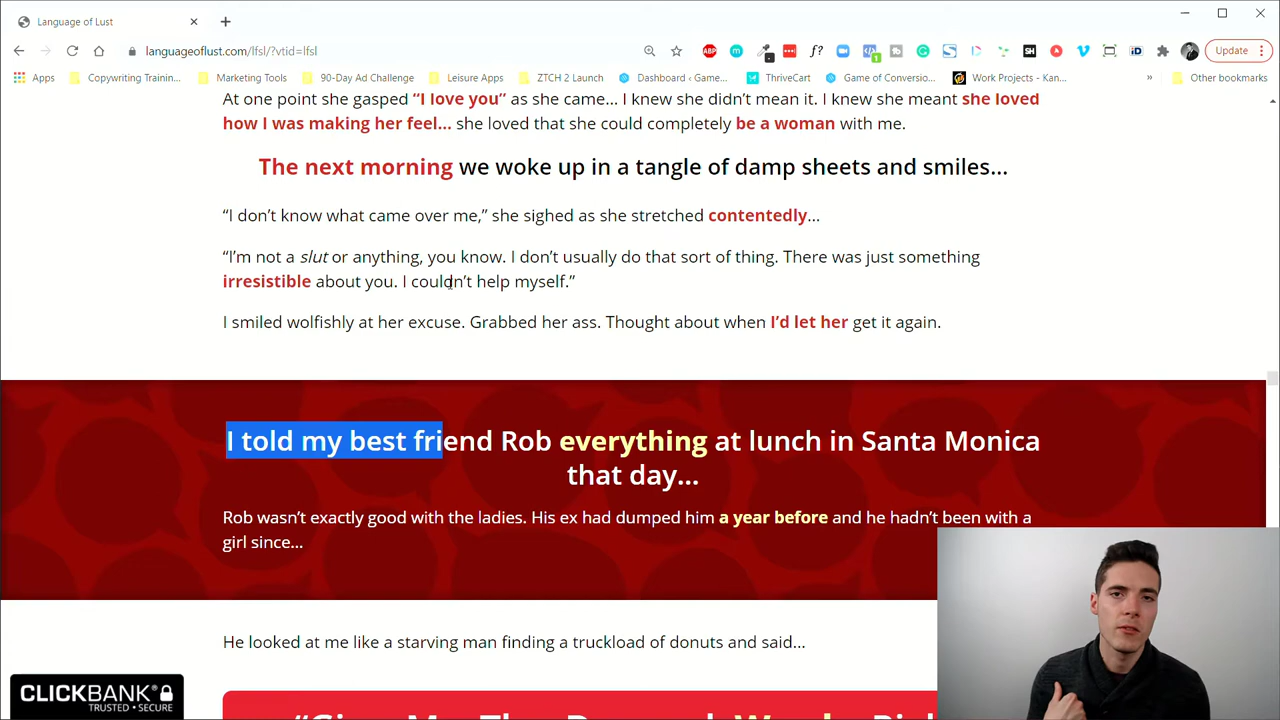 Language of Lust
languageoflust.com/lfsl/?vtid=lfsl
ABP
m
f?
SH
iD
Update
Apps
Copywriting Trainin...
Marketing Tools
90-Day Ad Challenge
Leisure Apps
ZTCH 2 Launch
Dashboard ‹ Game...
ThriveCart
Game of Conversio...
Work Projects - Kan...
»
Other bookmarks
At one point she gasped “I love you” as she came... I knew she didn’t mean it. I knew she meant she loved
how I was making her feel... she loved that she could completely be a woman with me.
The next morning we woke up in a tangle of damp sheets and smiles...
“I don’t know what came over me,” she sighed as she stretched contentedly...
“I’m not a slut or anything, you know. I don’t usually do that sort of thing. There was just something
irresistible about you. I couldn’t help myself.”
I smiled wolfishly at her excuse. Grabbed her ass. Thought about when I’d let her get it again.
I told my best friend Rob everything at lunch in Santa Monica
that day...
Rob wasn’t exactly good with the ladies. His ex had dumped him a year before and he hadn’t been with a
girl since...
He looked at me like a starving man finding a truckload of donuts and said...
CLICKBANK®
TRUSTED • SECURE